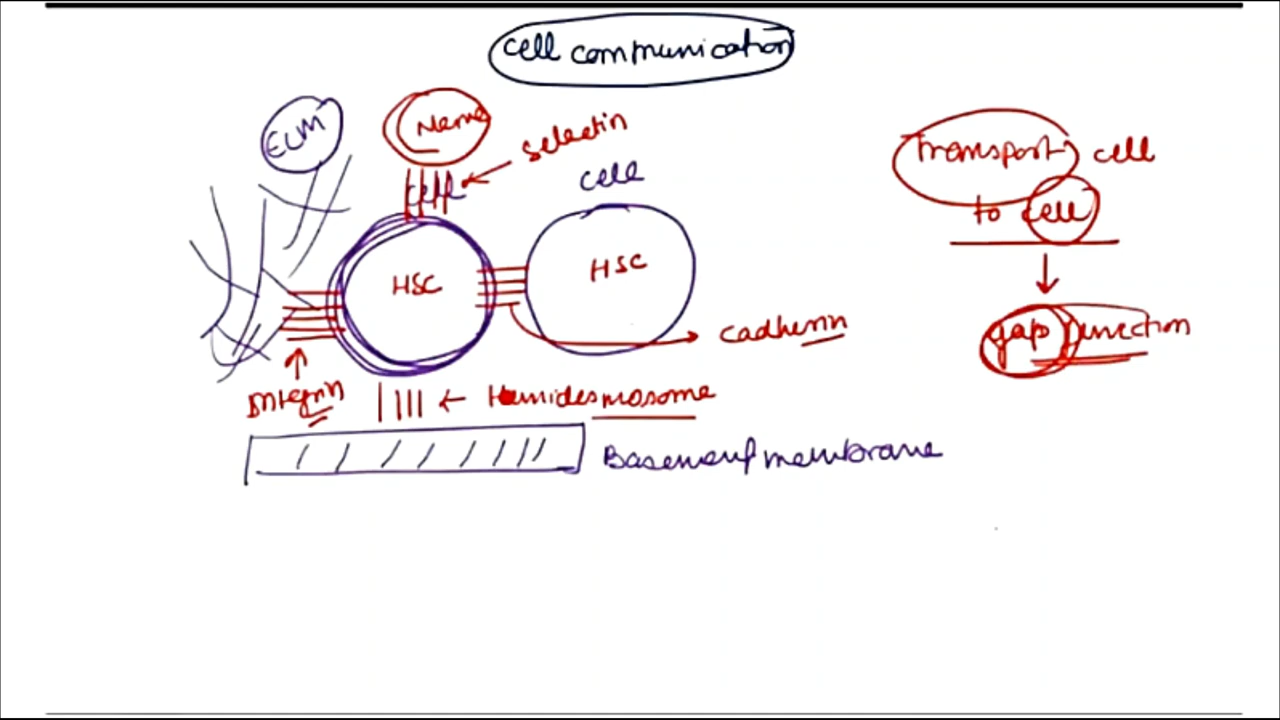 cell communication
ECM
Nerve
selectin
cell
cell
Transport cell
to cell
HSC
HSC
gap junction
cadherin
Integrin
Hemidesmosome
Basement membrane